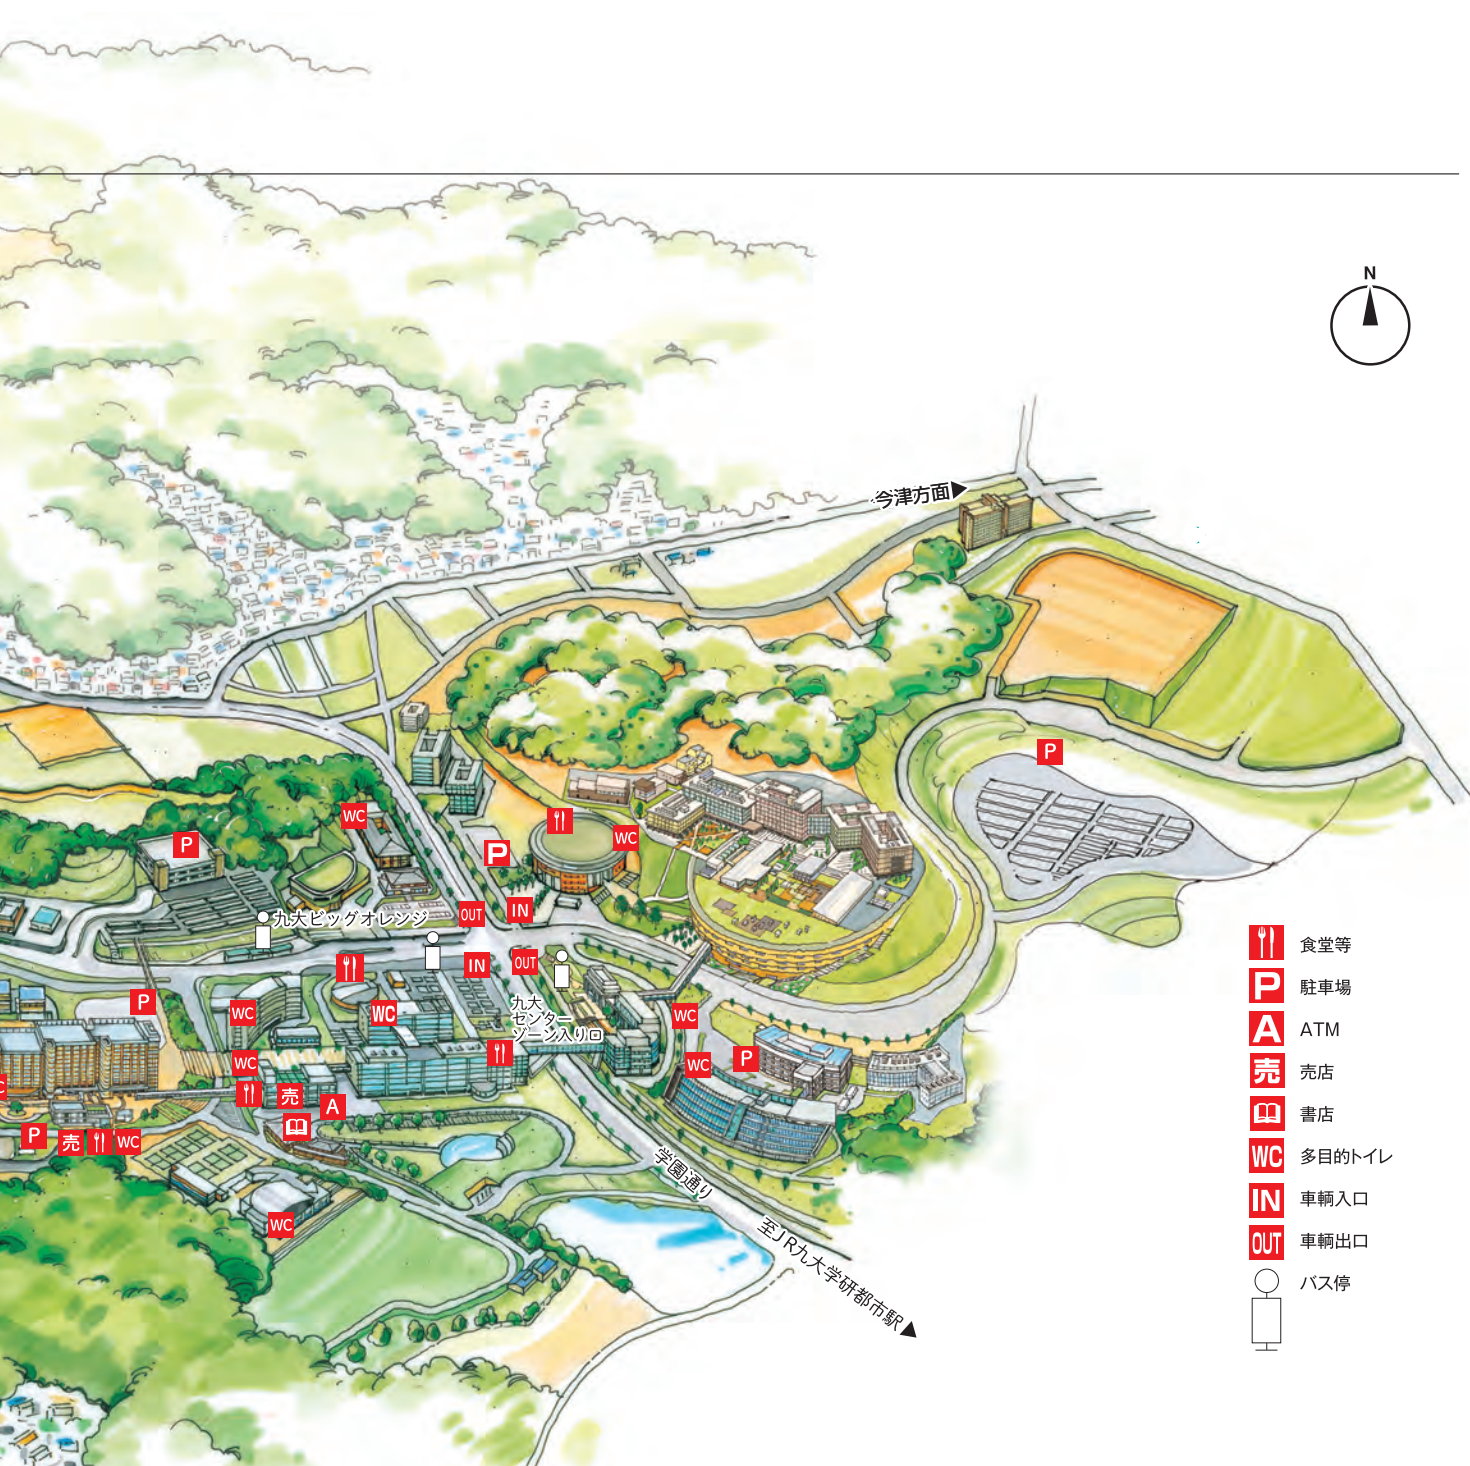 N
今津方面
WC
P
WC
P
P
OUT
IN
九大ビッグオレンジ
IN
OUT
P
WC
WC
九大
センター
ゾーン入り口
WC
WC
P
WC
売
A
C
P
売
WC
WC
学園通り
至JR九大学研都市駅
食堂等
P
駐車場
A
ATM
売
売店
書店
WC
多目的トイレ
IN
車輌入口
OUT
車輌出口
バス停